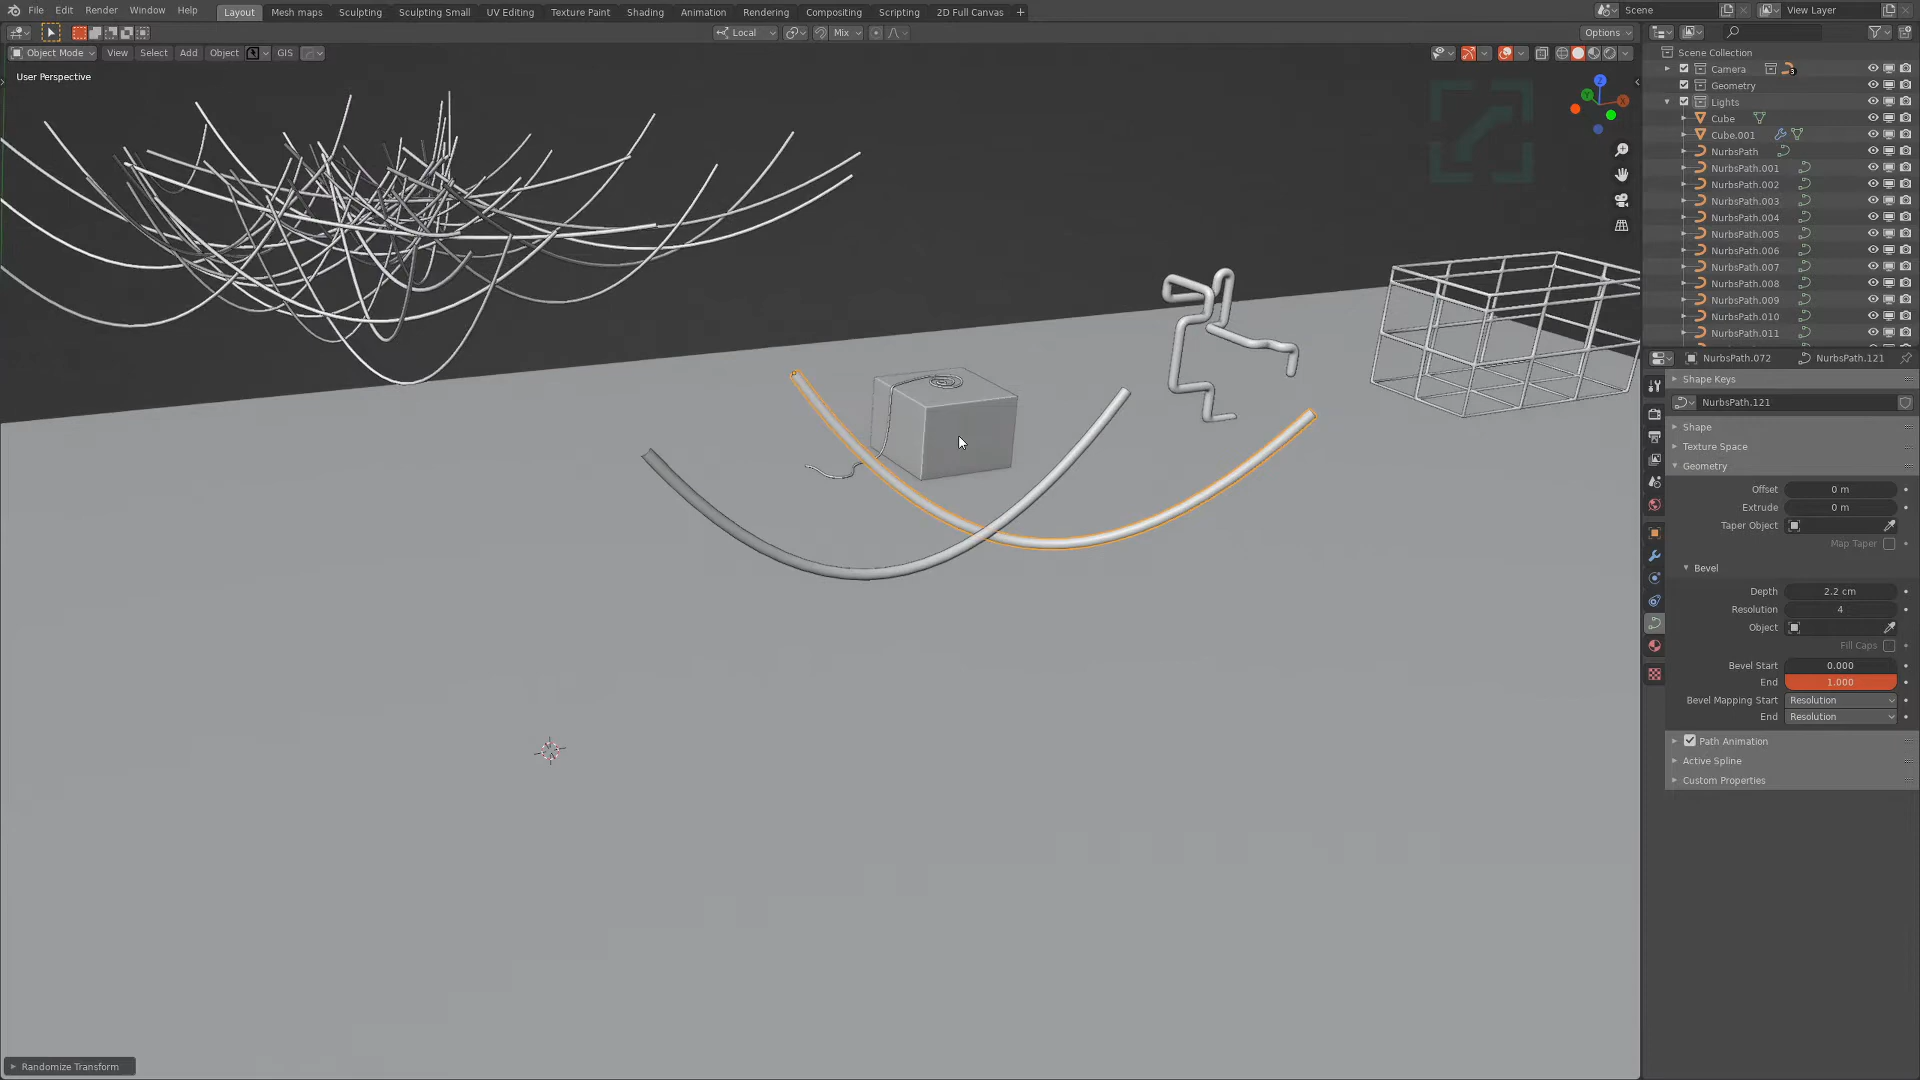 File Edit Render Window Help Layout Mesh maps Sculpting Sculpting Small UV Editing Texture Paint Shading Animation Rendering Compositing Scripting 2D Full Canvas + Scene View Layer
Local Mix Options
Object Mode View Select Add Object GIS
User Perspective
Z
Y
X
Scene Collection
Camera 3
Geometry
Lights
Cube
Cube.001
NurbsPath
NurbsPath.001
NurbsPath.002
NurbsPath.003
NurbsPath.004
NurbsPath.005
NurbsPath.006
NurbsPath.007
NurbsPath.008
NurbsPath.009
NurbsPath.010
NurbsPath.011
NurbsPath.072 NurbsPath.121
Shape Keys
NurbsPath.121
Shape
Texture Space
Geometry
Offset 0 m
Extrude 0 m
Taper Object
Map Taper
Bevel
Depth 2.2 cm
Resolution 4
Object
Fill Caps
Bevel Start 0.000
End 1.000
Bevel Mapping Start Resolution
End Resolution
Path Animation
Active Spline
Custom Properties
Randomize Transform